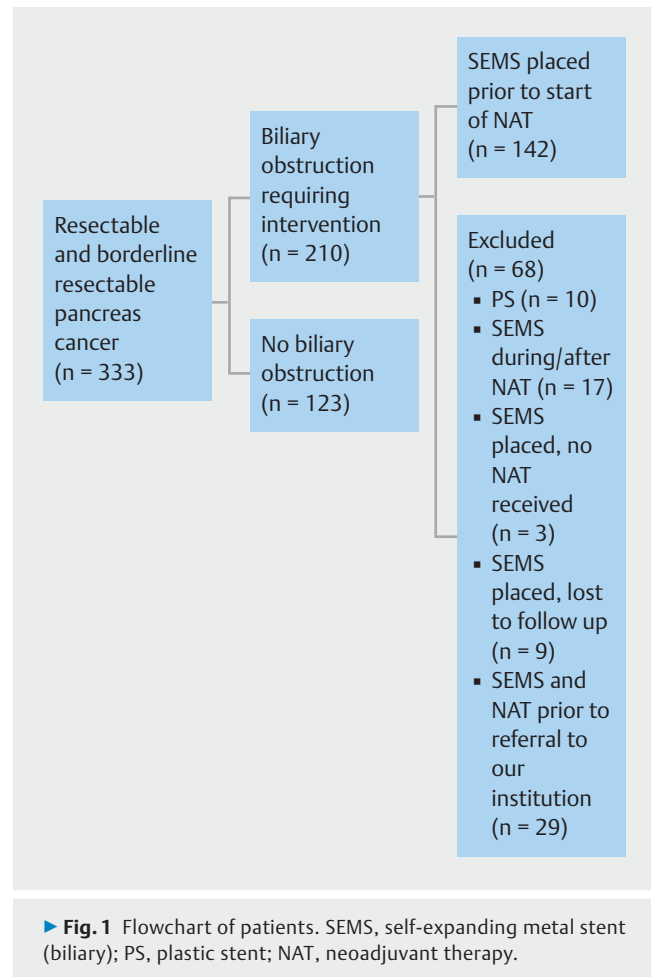 Resectable
and borderline
resectable
pancreas
cancer
(n = 333)
Biliary
obstruction
requiring
intervention
(n = 210)
No biliary
obstruction
(n = 123)
SEMS placed
prior to start
of NAT
(n = 142)
Excluded
(n = 68)
▪ PS (n = 10)
▪ SEMS
during/after
NAT (n = 17)
▪ SEMS
placed, no
NAT
received
(n = 3)
▪ SEMS
placed, lost
to follow up
(n = 9)
▪ SEMS and
NAT prior to
referral to
our
institution
(n = 29)
▶ Fig. 1 Flowchart of patients. SEMS, self-expanding metal stent
(biliary); PS, plastic stent; NAT, neoadjuvant therapy.